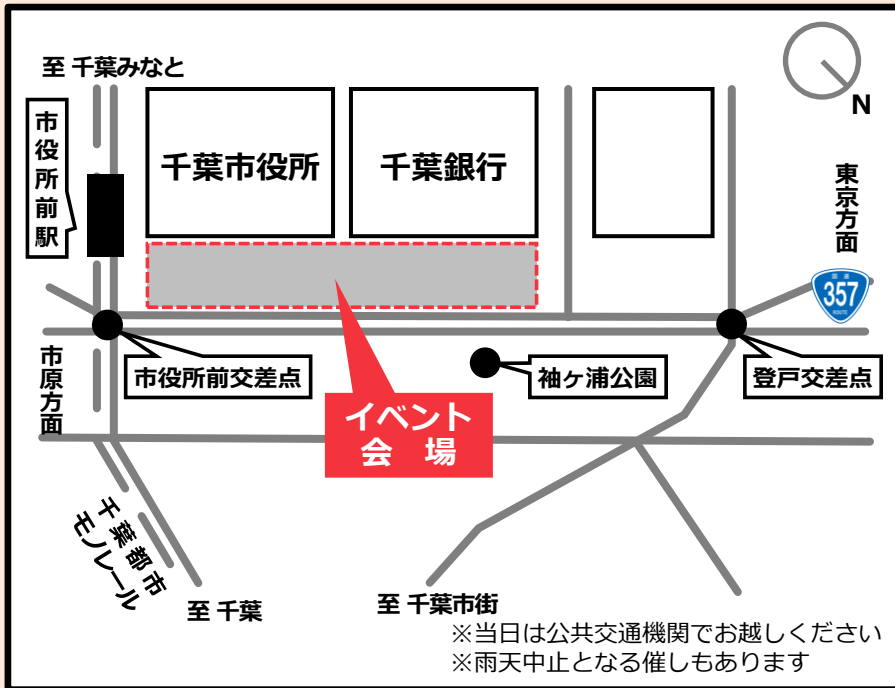 至 千葉みなと
N
市役所前駅
千葉市役所
千葉銀行
東京方面
国道
357
ROUTE
市原方面
市役所前交差点
袖ヶ浦公園
登戸交差点
イベント
会　場
千葉都市
モノレール
至 千葉
至 千葉市街
※当日は公共交通機関でお越しください
※雨天中止となる催しもあります